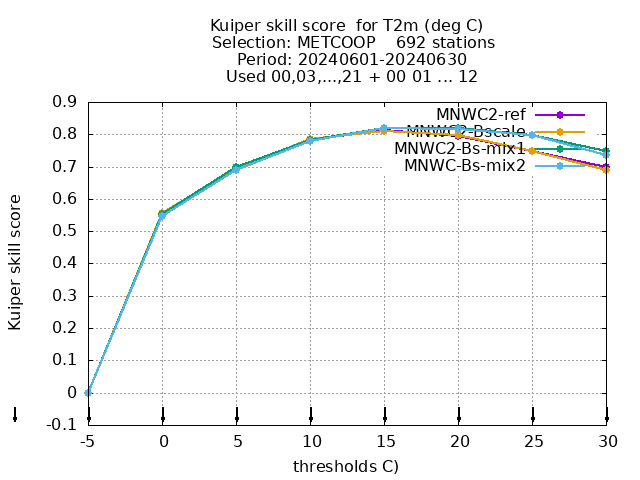 Kuiper skill score  for T2m (deg C)
Selection: METCOOP    692 stations
Period: 20240601-20240630
Used 00,03,...,21 + 00 01 ... 12
MNWC2-ref
MNWC2-Bscale
MNWC2-Bs-mix1
MNWC-Bs-mix2
Kuiper skill score
0.9
0.8
0.7
0.6
0.5
0.4
0.3
0.2
0.1
0
-0.1
-5 0 5 10 15 20 25 30
thresholds C)